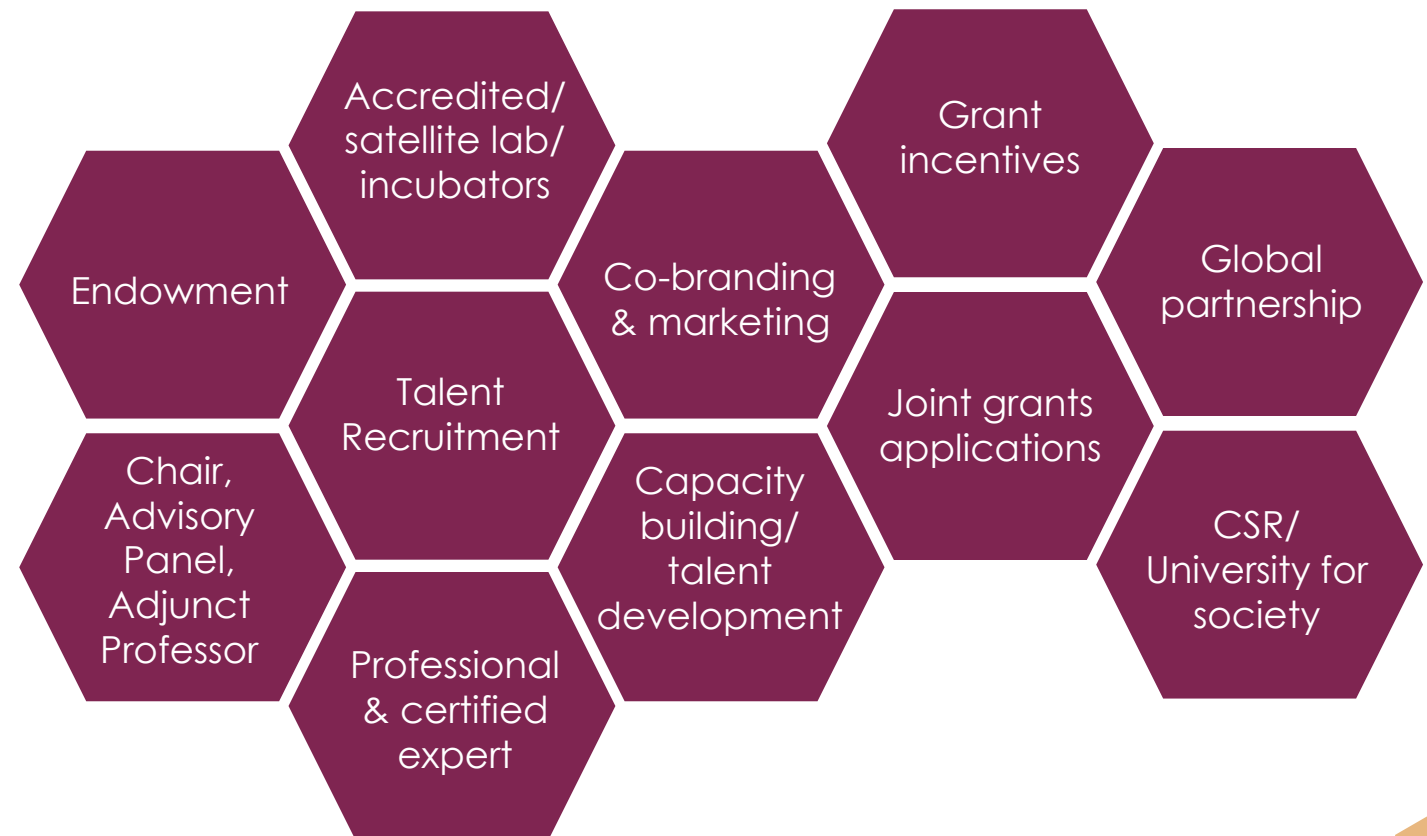 Accredited/
satellite lab/
incubators
Grant
incentives
Endowment
Co-branding
& marketing
Global
partnership
Talent
Recruitment
Joint grants
applications
Chair,
Advisory
Panel,
Adjunct
Professor
Capacity
building/
talent
development
CSR/
University for
society
Professional
& certified
expert